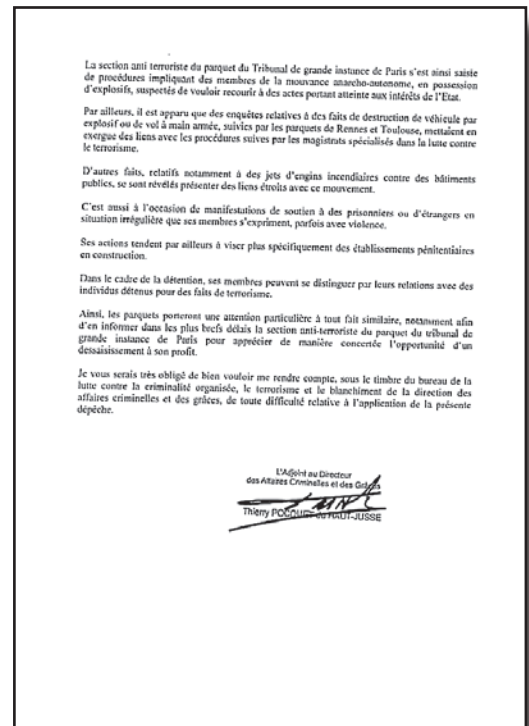 La section anti terroriste du parquet du Tribunal de grande instance de Paris s'est ainsi saisie
de procédures impliquant des membres de la mouvance anarcho-autonome, en possession
d'explosifs, suspectés de vouloir recourir à des actes portant atteinte aux intérêts de l'Etat.
Par ailleurs, il est apparu que des enquêtes relatives à des faits de destruction de véhicule par
explosif ou de vol à main armée, suivies par les parquets de Rennes et Toulouse, mettaient en
exergue des liens avec les procédures suives par les magistrats spécialisés dans la lutte contre
le terrorisme.
D'autres faits, relatifs notamment à des jets d'engins incendiaires contre des bâtiments
publics, se sont révélés présenter des liens étroits avec ce mouvement.
C'est aussi à l'occasion de manifestations de soutien à des prisonniers ou d'étrangers en
situation irrégulière que ses membres s'expriment, parfois avec violence.
Ses actions tendent par ailleurs à viser plus spécifiquement des établissements pénitentiaires
en construction.
Dans le cadre de la détention, ses membres peuvent se distinguer par leurs relations avec des
individus détenus pour des faits de terrorisme.
Ainsi, les parquets porteront une attention particulière à tout fait similaire, notamment afin
d'en informer dans les plus brefs délais la section anti-terroriste du parquet du tribunal de
grande instance de Paris pour apprécier de manière concertée l'opportunité d'un
dessaisissement à son profit.
Je vous serais très obligé de bien vouloir me rendre compte, sous le timbre du bureau de la
lutte contre la criminalité organisée, le terrorisme et le blanchiment de la direction des
affaires criminelles et des grâces, de toute difficulté relative à l'application de la présente
dépêche.
L'Adjoint au Directeur
des Affaires Criminelles et des Grâces
Thierry POCQUET du HAUT-JUSSE